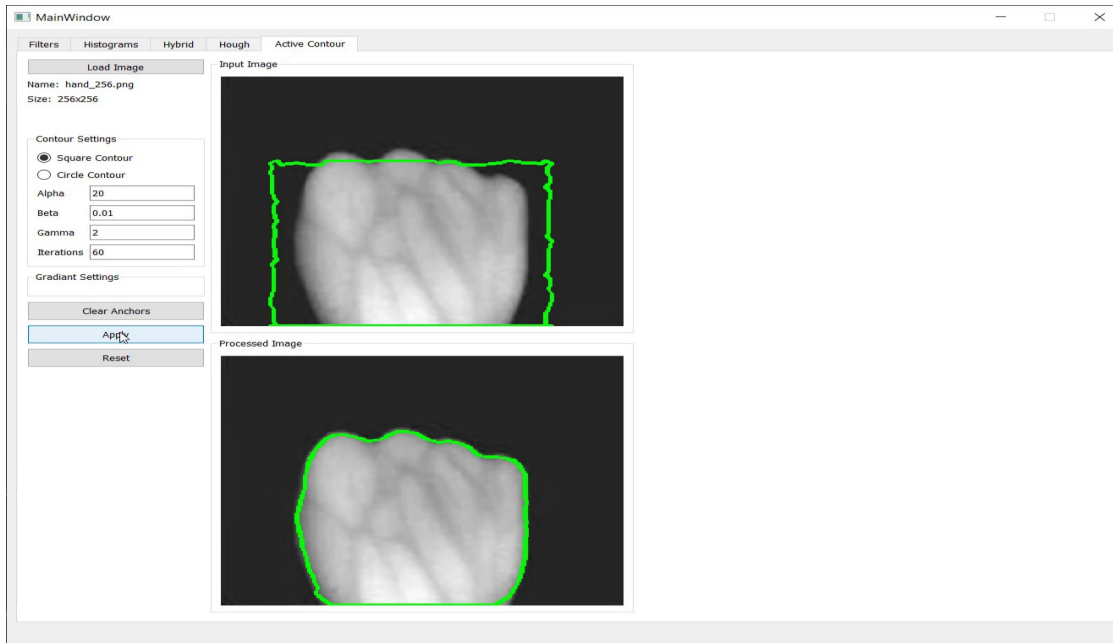 MainWindow
Filters Histograms Hybrid Hough Active Contour
Load Image
Name: hand_256.png
Size: 256x256
Contour Settings
Square Contour
Circle Contour
Alpha 20
Beta 0.01
Gamma 2
Iterations 60
Gradiant Settings
Clear Anchors
Apply
Reset
Input Image
Processed Image